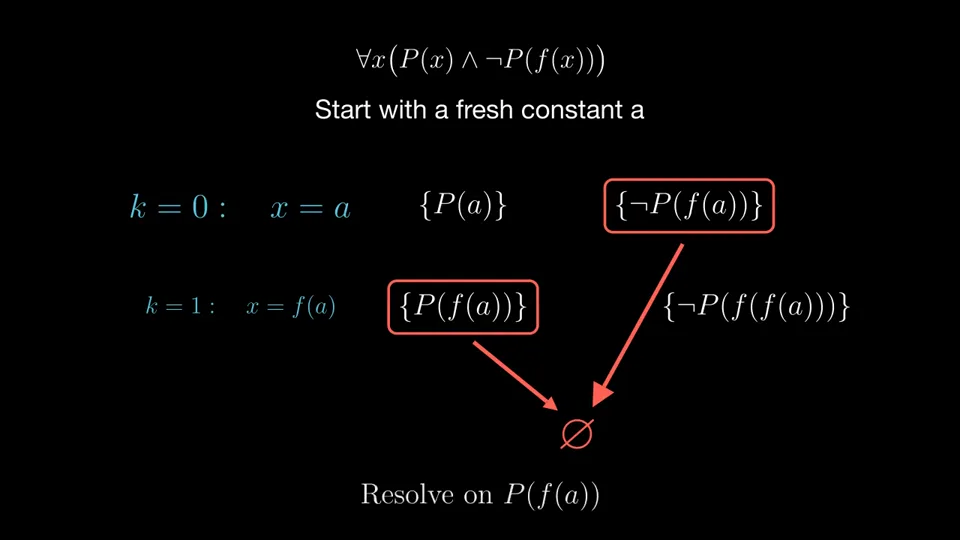 ∀x(P(x) ∧ ¬P(f(x)))
Start with a fresh constant a
k = 0 : x = a {P(a)} {¬P(f(a))}
k = 1 : x = f(a) {P(f(a))} {¬P(f(f(a)))}
∅
Resolve on P(f(a))